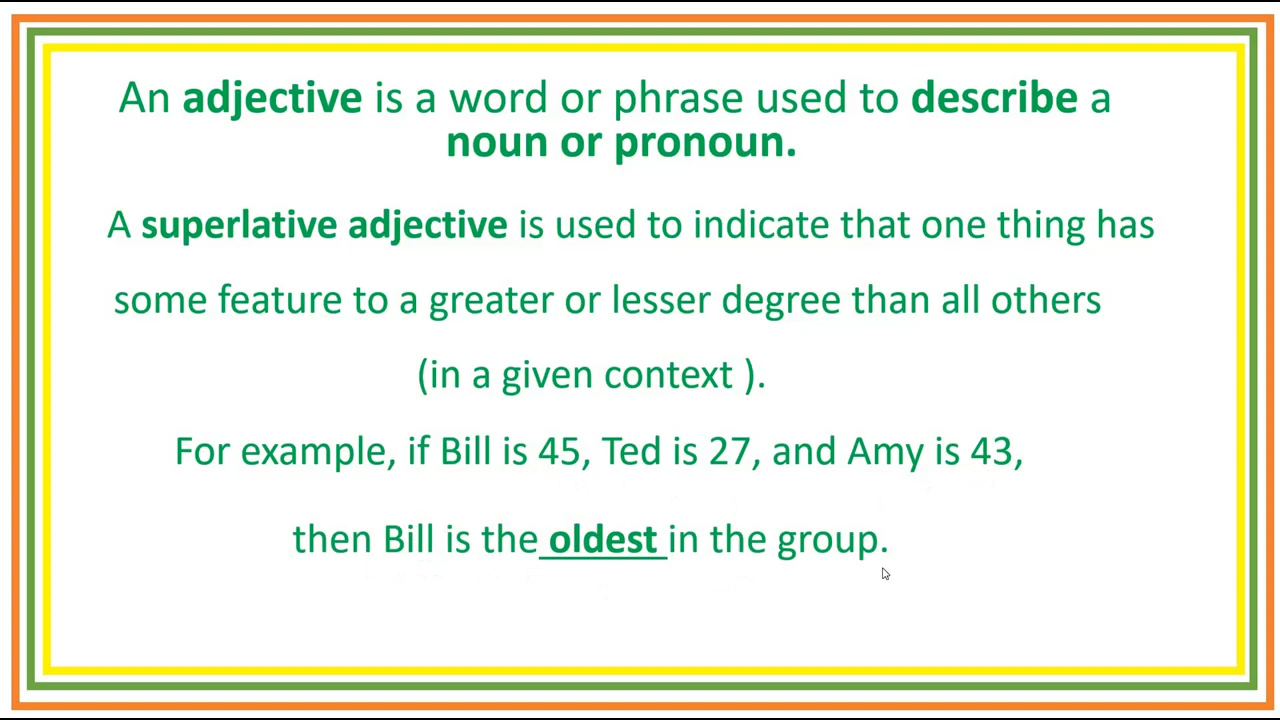 An adjective is a word or phrase used to describe a
noun or pronoun.
A superlative adjective is used to indicate that one thing has
some feature to a greater or lesser degree than all others
(in a given context ).
For example, if Bill is 45, Ted is 27, and Amy is 43,
then Bill is the oldest in the group.